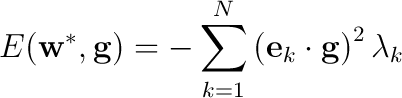 E(w*, g) = − ∑_{k=1}^{N} (e_k · g)^2 λ_k